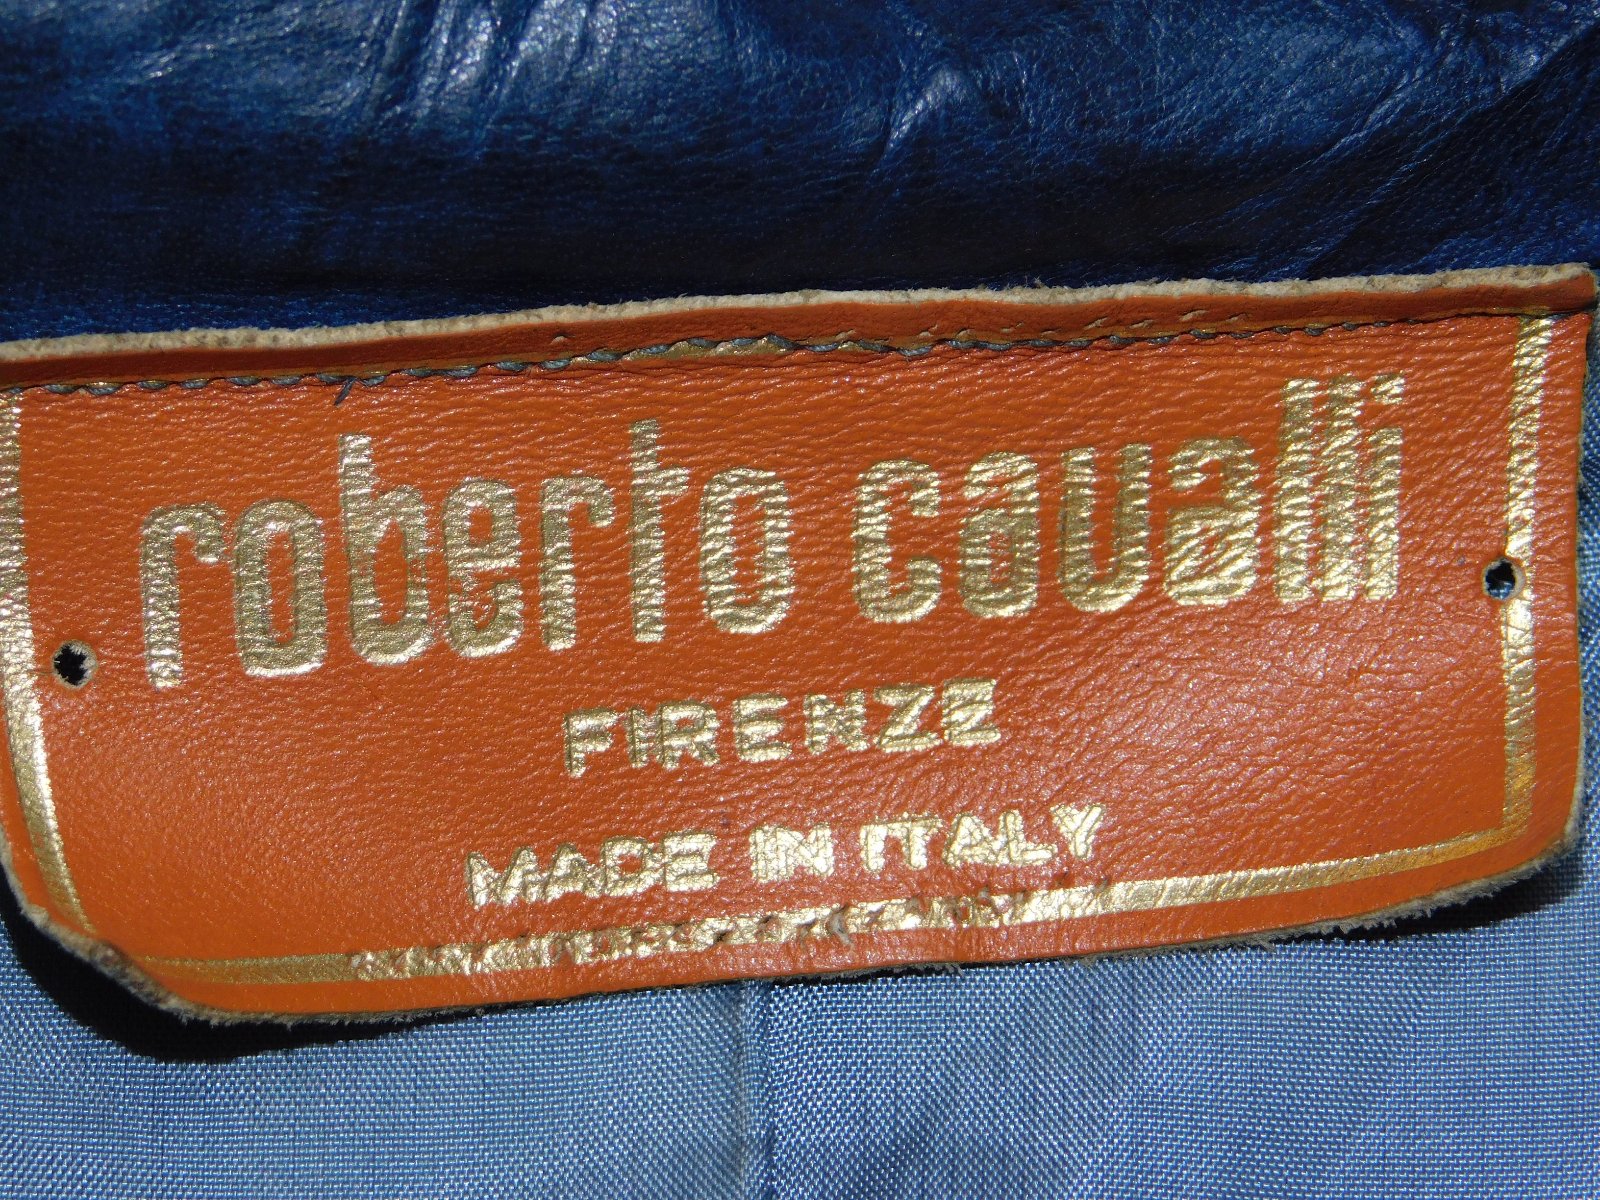 roberto cavalli
FIRENZE
MADE IN ITALY